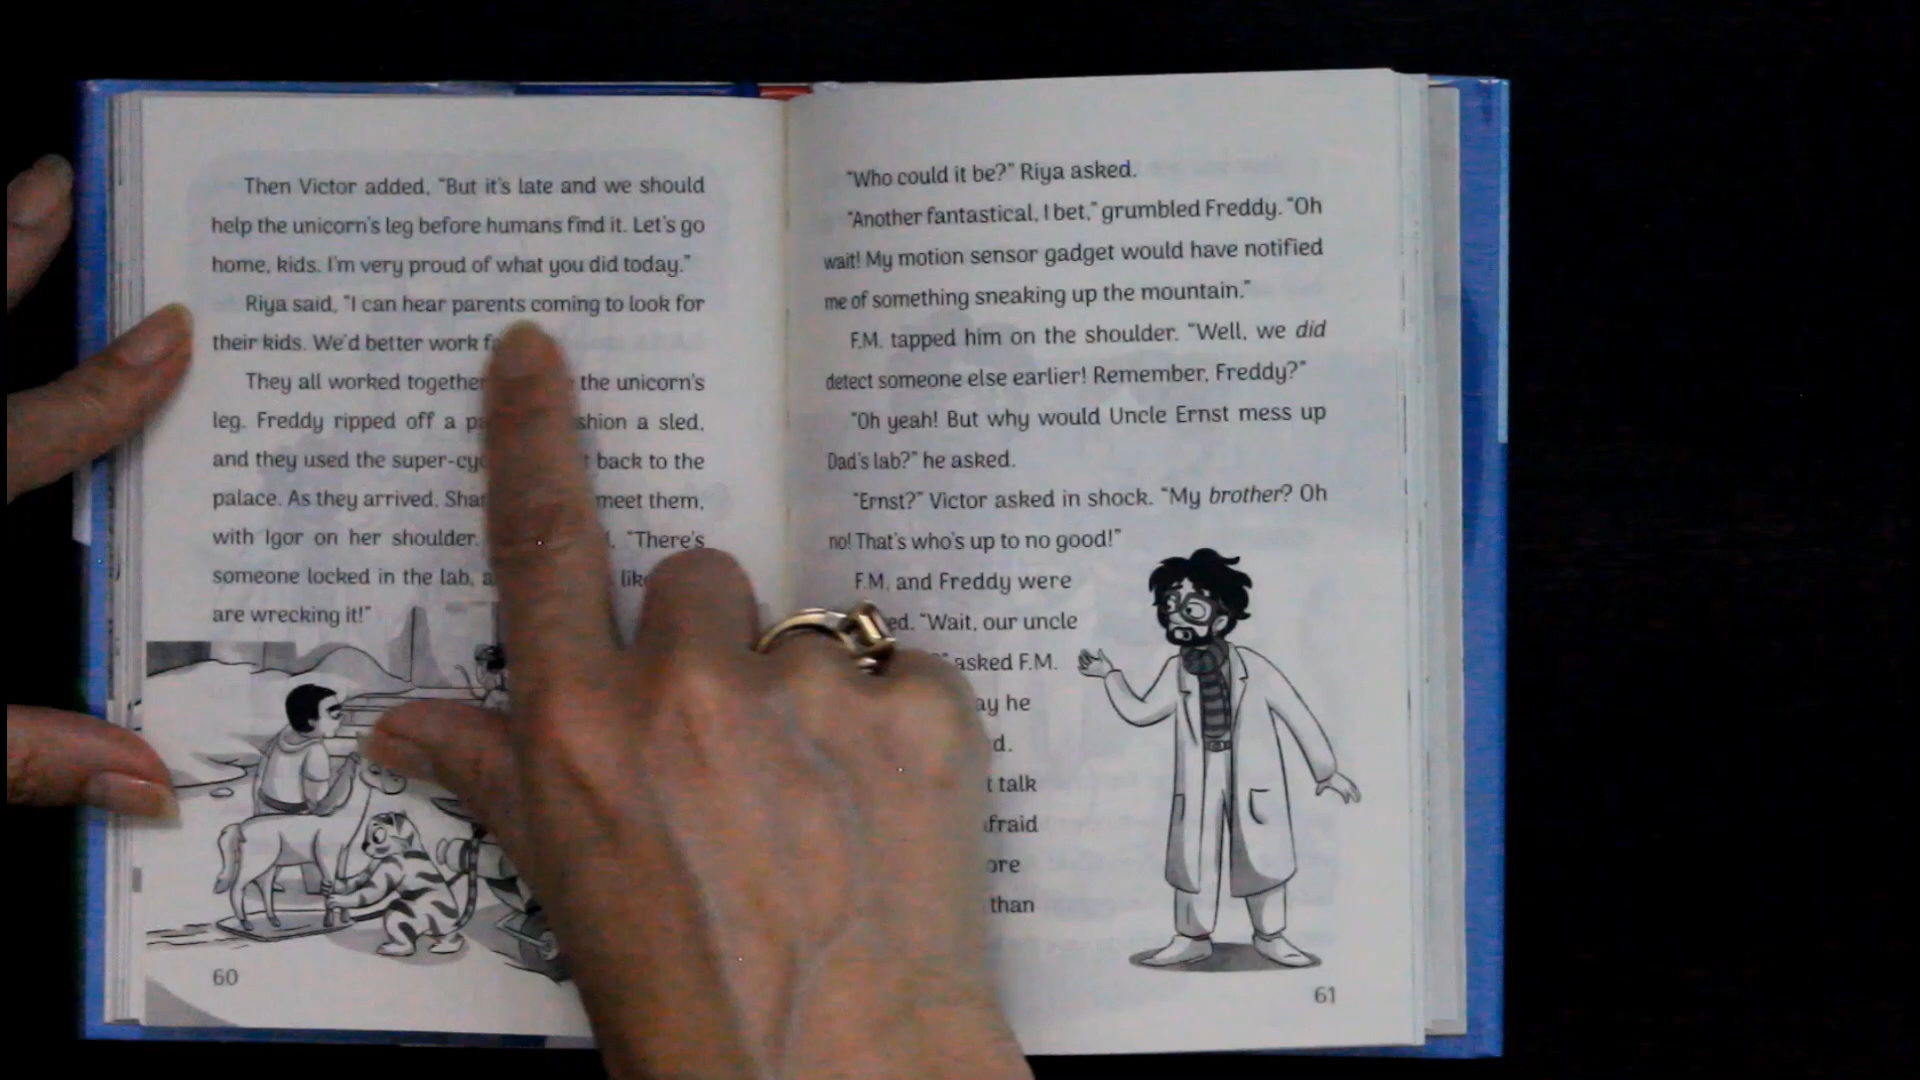 Then Victor added, "But it's late and we should
help the unicorn's leg before humans find it. Let's go
home, kids. I'm very proud of what you did today."
Riya said, "I can hear parents coming to look for
their kids. We'd better work
They all worked together the unicorn's
leg. Freddy ripped off a a sled,
and they used the back to the
palace. As they arrived, meet them,
with Igor on her shoulder. "There's
someone locked in the lab,
are wrecking it!"
60
"Who could it be?" Riya asked.
"Another fantastical, I bet," grumbled Freddy. "Oh
wait! My motion sensor gadget would have notified
me of something sneaking up the mountain."
F.M. tapped him on the shoulder. "Well, we did
detect someone else earlier! Remember, Freddy?"
"Oh yeah! But why would Uncle Ernst mess up
Dad's lab?" he asked.
"Ernst?" Victor asked in shock. "My brother? Oh
no! That's who's up to no good!"
F.M. and Freddy were
"Wait, our uncle
asked F.M.
he
talk
than
61